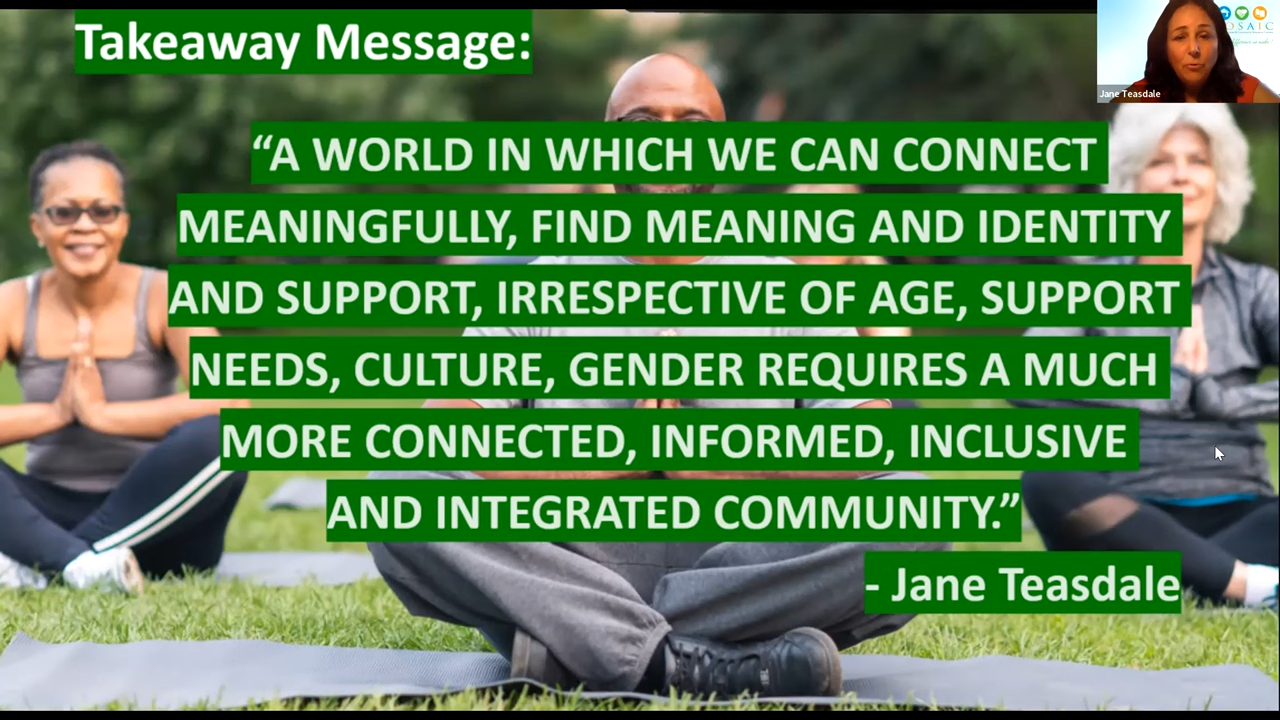 Takeaway Message:
“A WORLD IN WHICH WE CAN CONNECT
MEANINGFULLY, FIND MEANING AND IDENTITY
AND SUPPORT, IRRESPECTIVE OF AGE, SUPPORT
NEEDS, CULTURE, GENDER REQUIRES A MUCH
MORE CONNECTED, INFORMED, INCLUSIVE
AND INTEGRATED COMMUNITY.”
- Jane Teasdale
Jane Teasdale